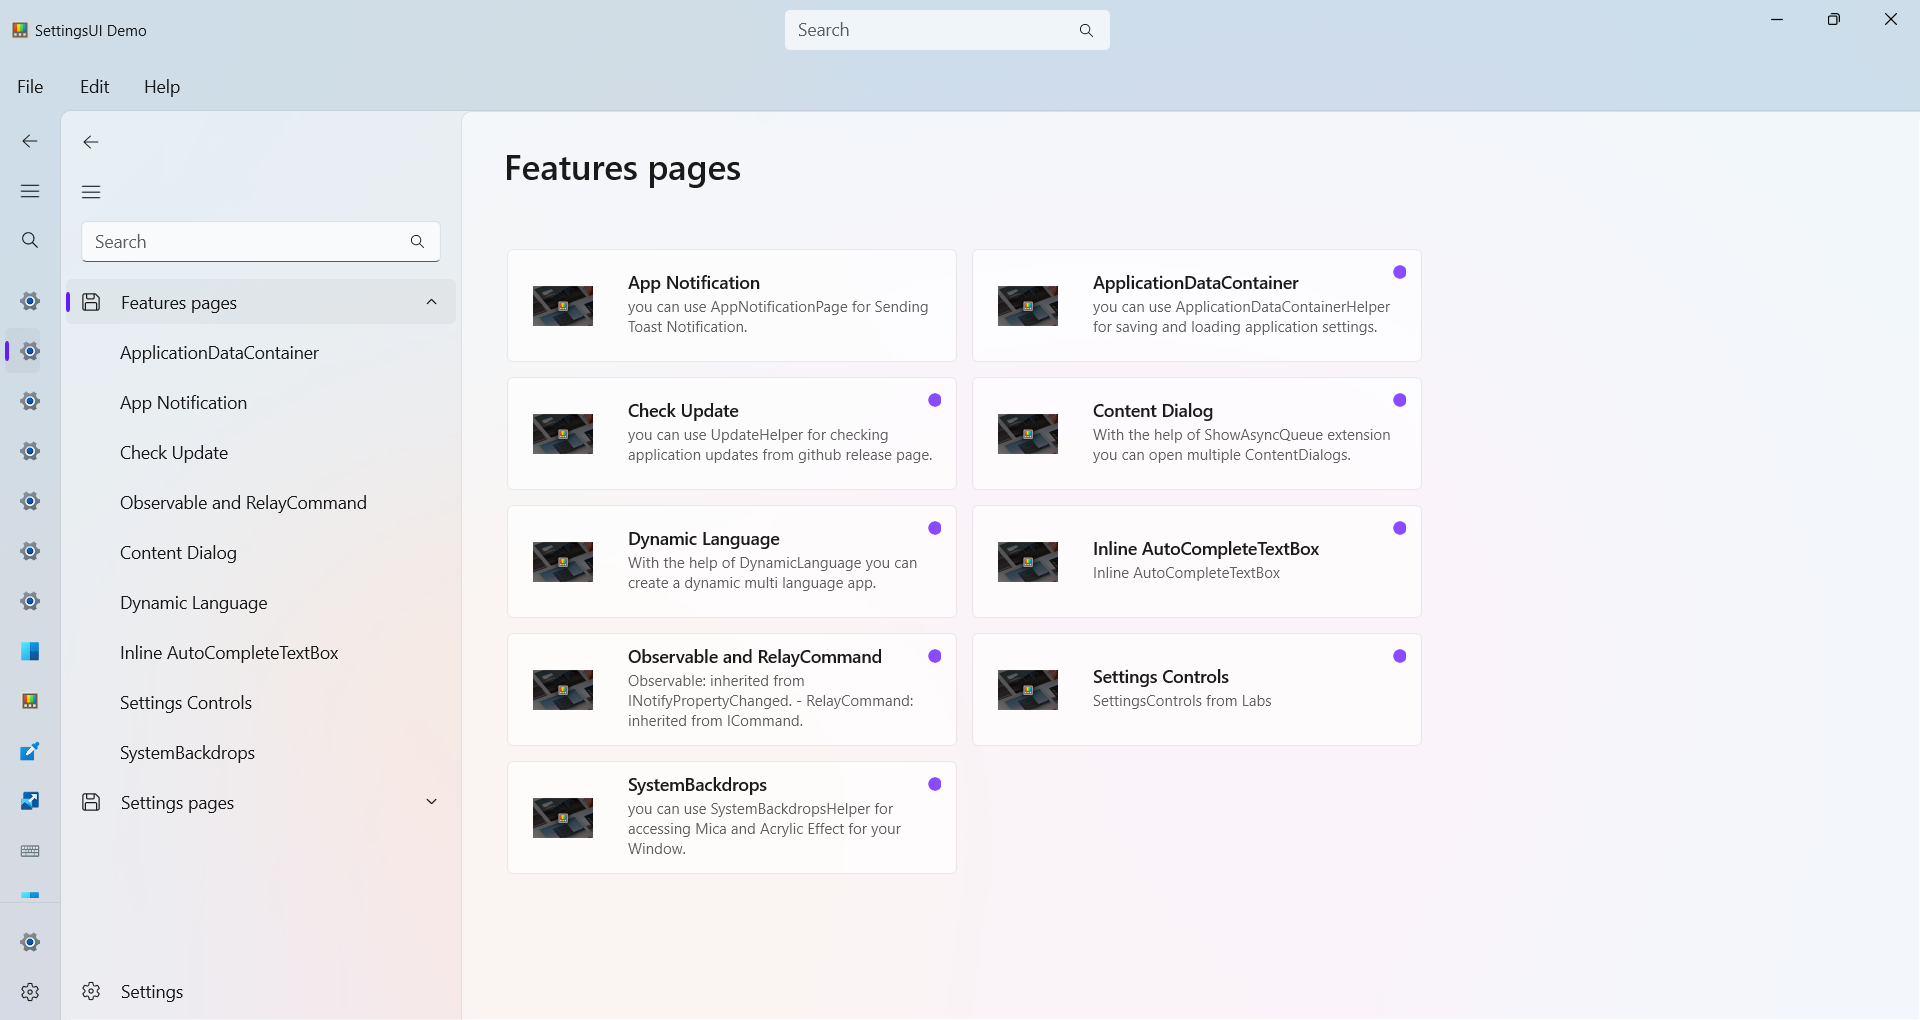 SettingsUI Demo
Search
File Edit Help
Search
Features pages
ApplicationDataContainer
App Notification
Check Update
Observable and RelayCommand
Content Dialog
Dynamic Language
Inline AutoCompleteTextBox
Settings Controls
SystemBackdrops
Settings pages
Settings
Features pages
App Notification
you can use AppNotificationPage for Sending
Toast Notification.
ApplicationDataContainer
you can use ApplicationDataContainerHelper
for saving and loading application settings.
Check Update
you can use UpdateHelper for checking
application updates from github release page.
Content Dialog
With the help of ShowAsyncQueue extension
you can open multiple ContentDialogs.
Dynamic Language
With the help of DynamicLanguage you can
create a dynamic multi language app.
Inline AutoCompleteTextBox
Inline AutoCompleteTextBox
Observable and RelayCommand
Observable: inherited from
INotifyPropertyChanged. - RelayCommand:
inherited from ICommand.
Settings Controls
SettingsControls from Labs
SystemBackdrops
you can use SystemBackdropsHelper for
accessing Mica and Acrylic Effect for your
Window.